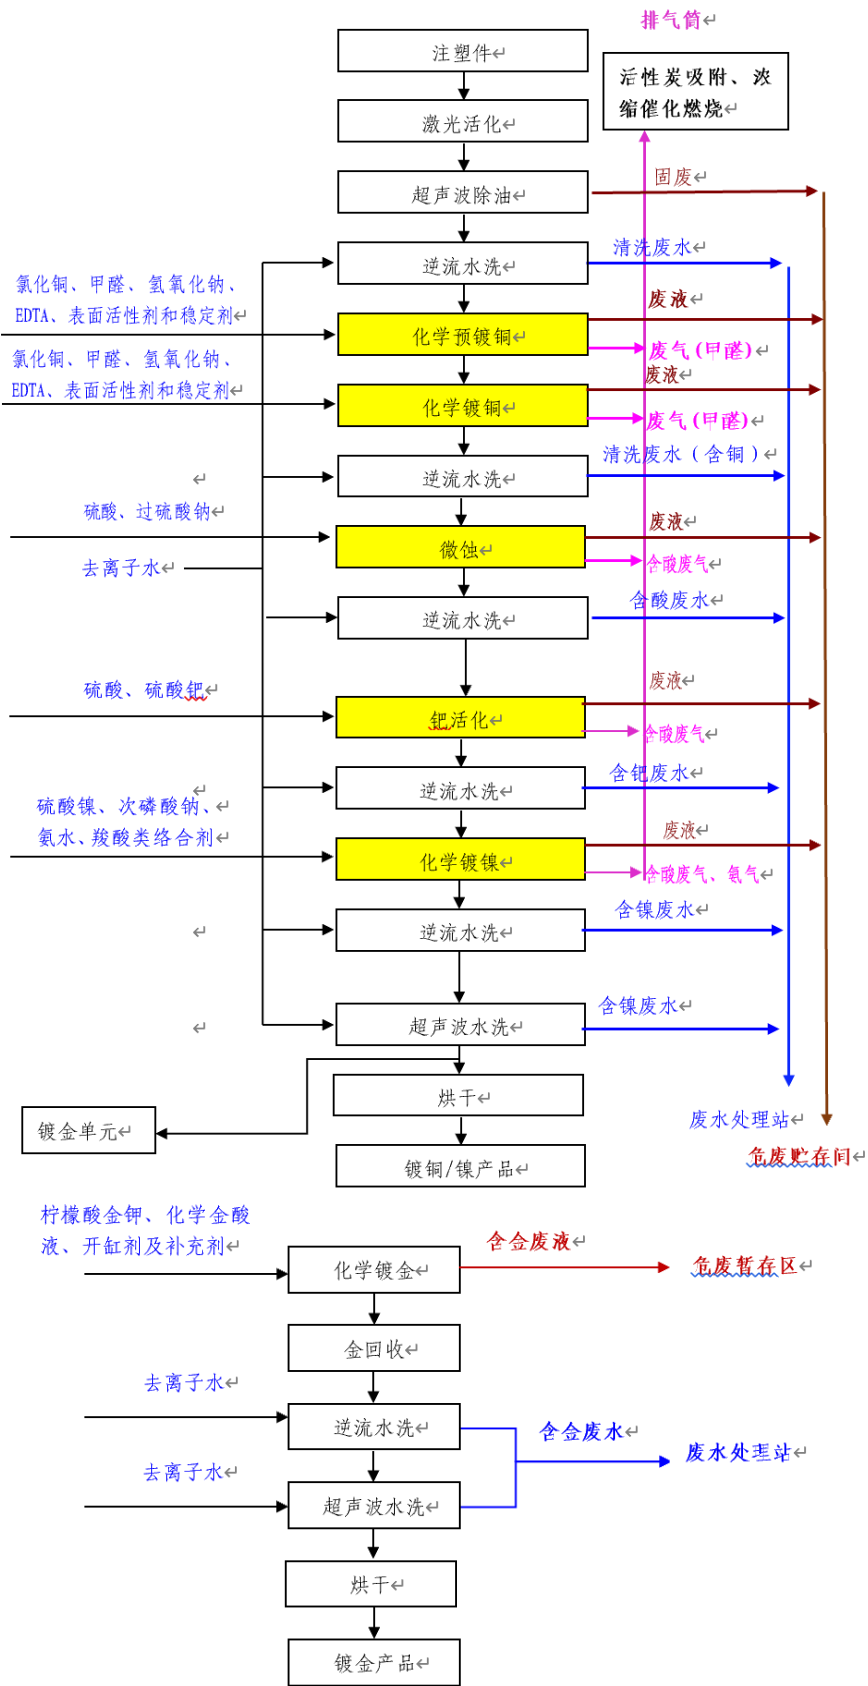 排气筒
注塑件
活性炭吸附、浓
缩催化燃烧
激光活化
超声波除油
固废
逆流水洗
清洗废水
氯化铜、甲醛、氢氧化钠、
EDTA、表面活性剂和稳定剂
化学预镀铜
废液
废气(甲醛)
氯化铜、甲醛、氢氧化钠、
EDTA、表面活性剂和稳定剂
化学镀铜
废液
废气(甲醛)
逆流水洗
清洗废水（含铜）
硫酸、过硫酸钠
微蚀
废液
含酸废气
去离子水
逆流水洗
含酸废水
硫酸、硫酸钯
钯活化
废液
含酸废气
逆流水洗
含钯废水
硫酸镍、次磷酸钠、
氨水、羧酸类络合剂
化学镀镍
废液
含酸废气、氨气
逆流水洗
含镍废水
超声波水洗
含镍废水
烘干
镀金单元
废水处理站
镀铜/镍产品
危废贮存间
柠檬酸金钾、化学金酸
液、开缸剂及补充剂
化学镀金
含金废液
危废暂存区
金回收
去离子水
逆流水洗
含金废水
废水处理站
去离子水
超声波水洗
烘干
镀金产品